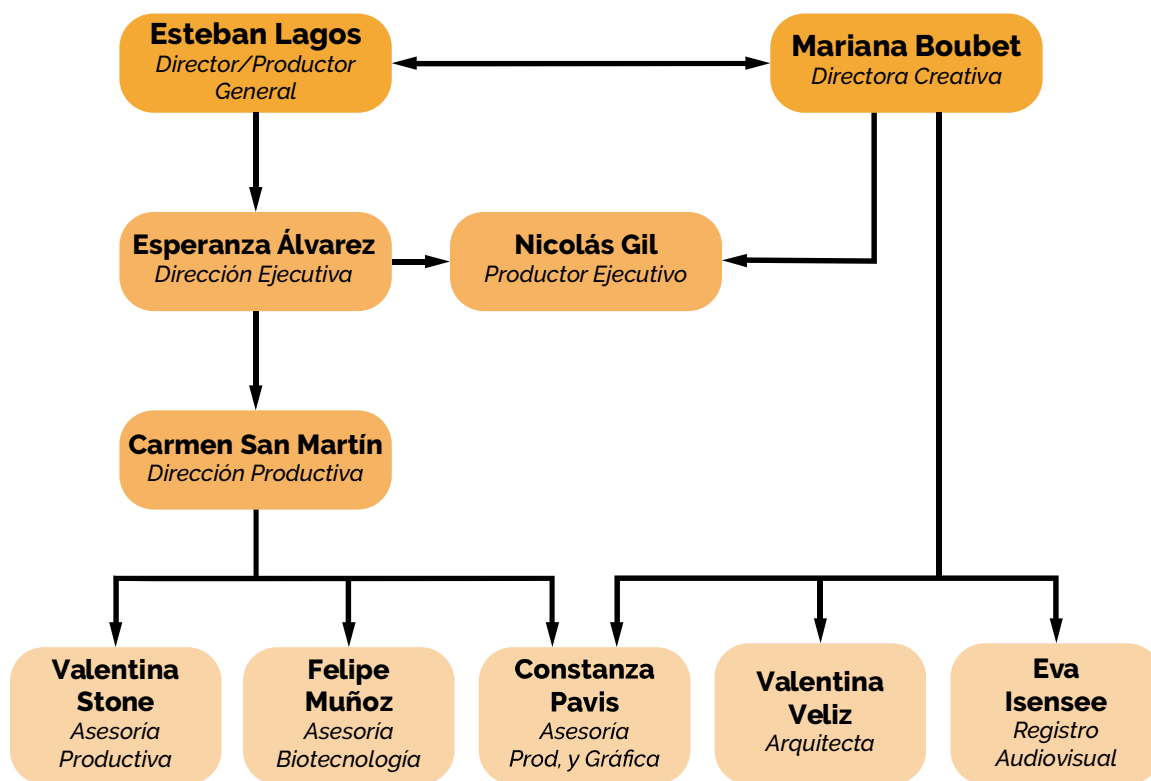 Esteban Lagos
Director/Productor
General
Mariana Boubet
Directora Creativa
Esperanza Álvarez
Dirección Ejecutiva
Nicolás Gil
Productor Ejecutivo
Carmen San Martín
Dirección Productiva
Valentina
Stone
Asesoría
Productiva
Felipe
Muñoz
Asesoría
Biotecnología
Constanza
Pavis
Asesoría
Prod, y Gráfica
Valentina
Veliz
Arquitecta
Eva
Isensee
Registro
Audiovisual